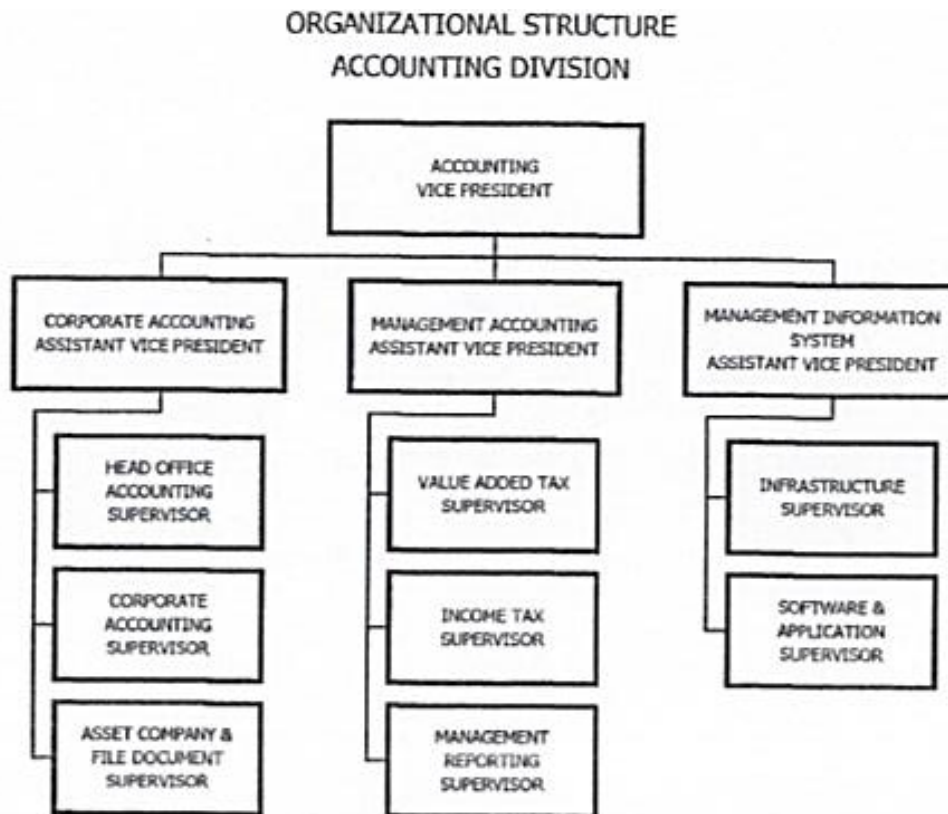 ORGANIZATIONAL STRUCTURE
ACCOUNTING DIVISION
ACCOUNTING
VICE PRESIDENT
CORPORATE ACCOUNTING
ASSISTANT VICE PRESIDENT
MANAGEMENT ACCOUNTING
ASSISTANT VICE PRESIDENT
MANAGEMENT INFORMATION
SYSTEM
ASSISTANT VICE PRESIDENT
HEAD OFFICE
ACCOUNTING
SUPERVISOR
VALUE ADDED TAX
SUPERVISOR
INFRASTRUCTURE
SUPERVISOR
CORPORATE
ACCOUNTING
SUPERVISOR
INCOME TAX
SUPERVISOR
SOFTWARE &
APPLICATION
SUPERVISOR
ASSET COMPANY &
FILE DOCUMENT
SUPERVISOR
MANAGEMENT
REPORTING
SUPERVISOR